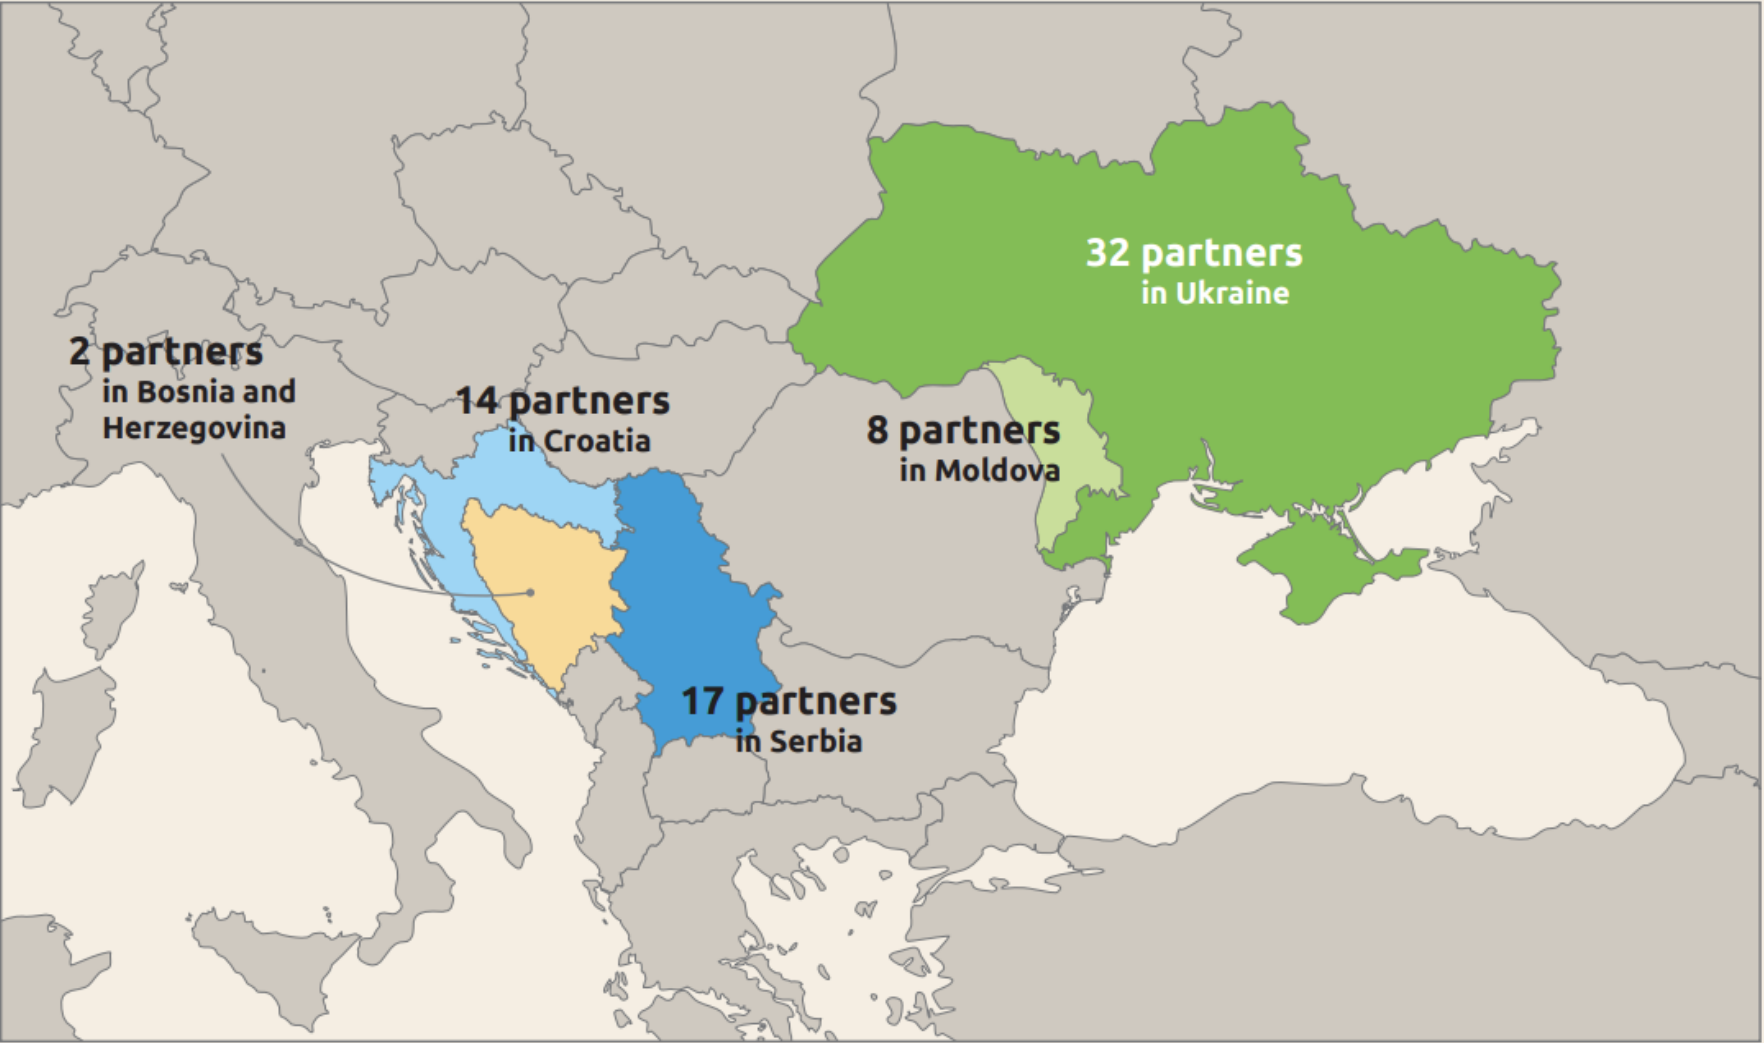 32 partners
in Ukraine
2 partners
in Bosnia and
Herzegovina
14 partners
in Croatia
8 partners
in Moldova
17 partners
in Serbia